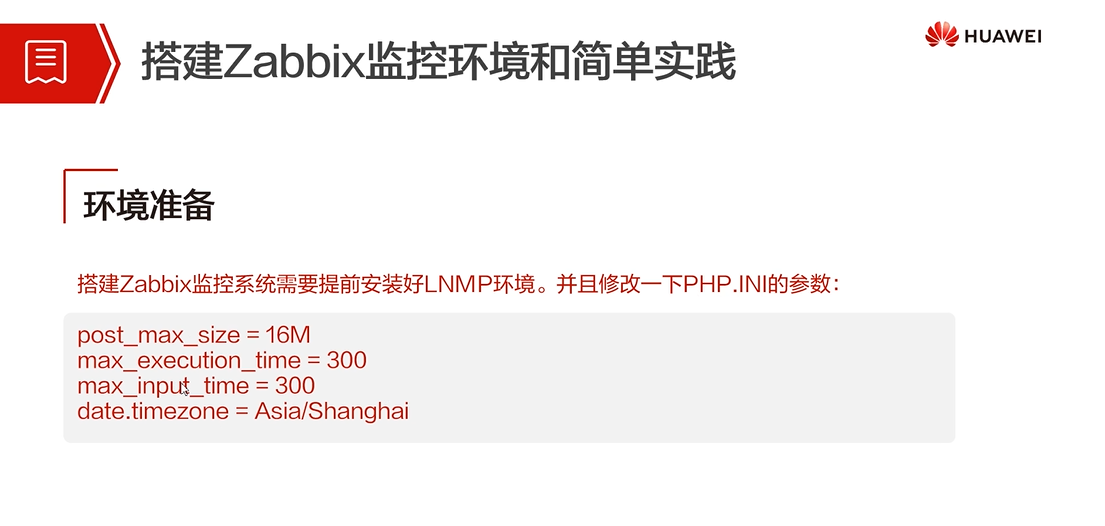 搭建Zabbix监控环境和简单实践
HUAWEI
环境准备
搭建Zabbix监控系统需要提前安装好LNMP环境。并且修改一下PHP.INI的参数：
post_max_size = 16M
max_execution_time = 300
max_input_time = 300
date.timezone = Asia/Shanghai